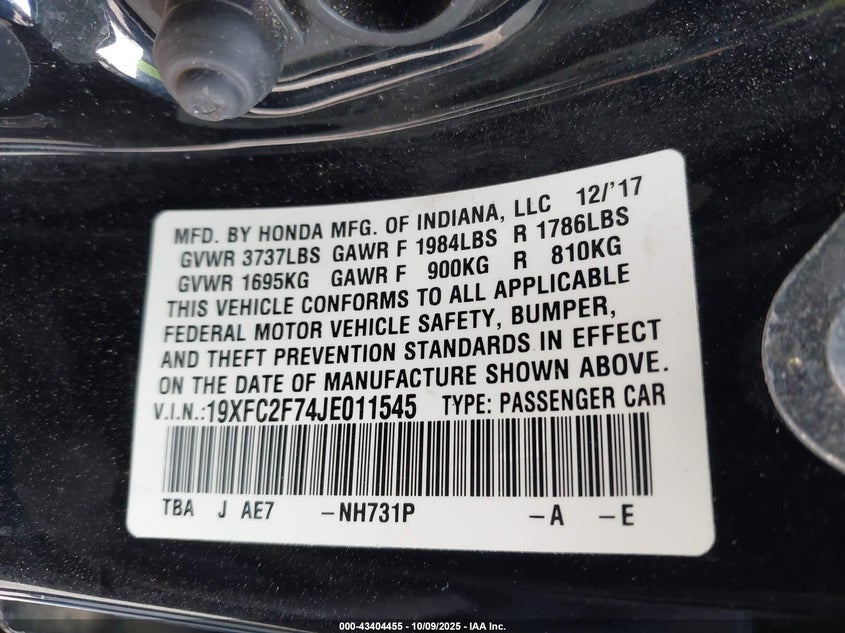 MFD. BY HONDA MFG. OF INDIANA, LLC 12/'17
GVWR 3737LBS GAWR F 1984LBS R 1786LBS
GVWR 1695KG GAWR F 900KG R 810KG
THIS VEHICLE CONFORMS TO ALL APPLICABLE
FEDERAL MOTOR VEHICLE SAFETY, BUMPER,
AND THEFT PREVENTION STANDARDS IN EFFECT
ON THE DATE OF MANUFACTURE SHOWN ABOVE.
V.I.N.:19XFC2F74JE011545 TYPE: PASSENGER CAR
TBA J AE7 -NH731P -A -E
000-43404455 - 10/09/2025 - IAA Inc.